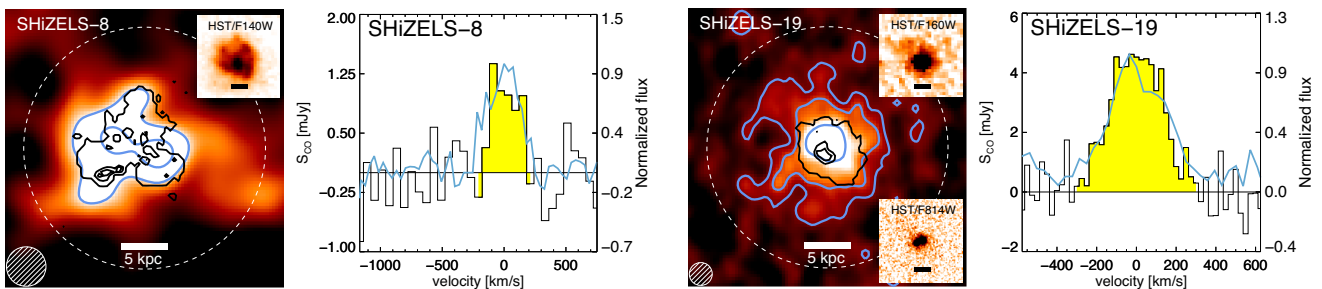 SHiZELS−8
HST/F140W
5 kpc
SHiZELS−8
2.00
1.25
0.50
−0.25
−1.00
S_CO [mJy]
1.5
1.0
0.4
−0.2
−0.7
Normalized flux
−1000 −500 0 500
velocity [km/s]
SHiZELS−19
HST/F160W
HST/F814W
5 kpc
SHiZELS−19
6
4
2
0
−2
S_CO [mJy]
1.3
0.9
0.4
0.0
−0.4
Normalized flux
−400 −200 0 200 400 600
velocity [km/s]